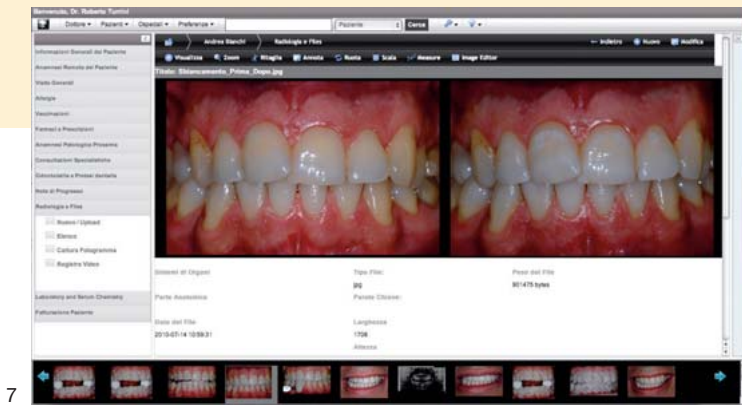 Benvenuto, Dr. Roberto Turrini
Dottore Pazienti Ospedali Preferenze Paziente Cerca
Andrea Bianchi Radiologia e Files Indietro Nuovo Modifica
Visualizza Zoom Ritaglia Annota Ruota Scala Measure Image Editor
Titolo: Sbiancamento_Prima_Dopo.jpg
Informazioni Generali del Paziente
Anamnesi Remota del Paziente
Visite Generali
Allergie
Vaccinazioni
Farmaci e Prescrizioni
Anamnesi Patologica Prossima
Consultazioni Specialistiche
Odontoiatria e Protesi dentaria
Note di Progresso
Radiologia e Files
Nuovo / Upload
Elenco
Cattura Fotogramma
Registra Video
Laboratory and Serum Chemistry
Fatturazione Paziente
Sistemi di Organi Tipo File: Peso del File
jpg 901475 bytes
Parte Anatomica Parole Chiave:
Data del File Larghezza
2010-07-14 10:59:31 1708
Altezza
7